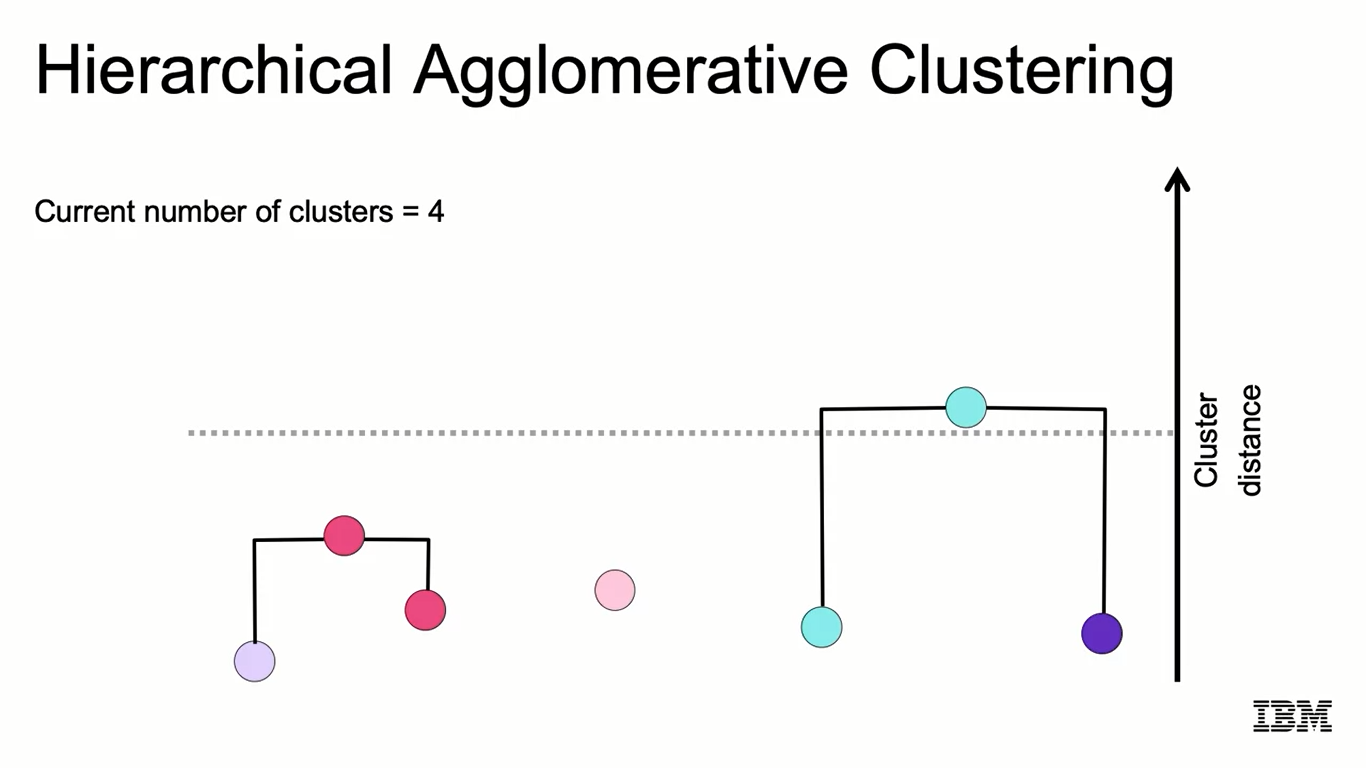 Hierarchical Agglomerative Clustering
Current number of clusters = 4
Cluster
distance
IBM